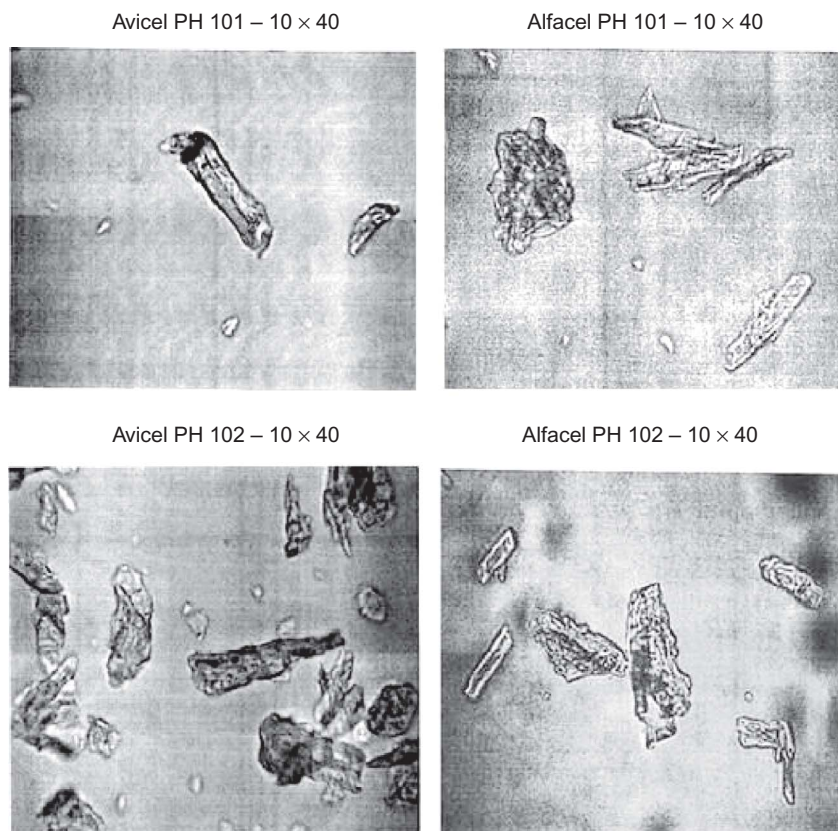 Avicel PH 101 – 10 × 40
Alfacel PH 101 – 10 × 40
Avicel PH 102 – 10 × 40
Alfacel PH 102 – 10 × 40